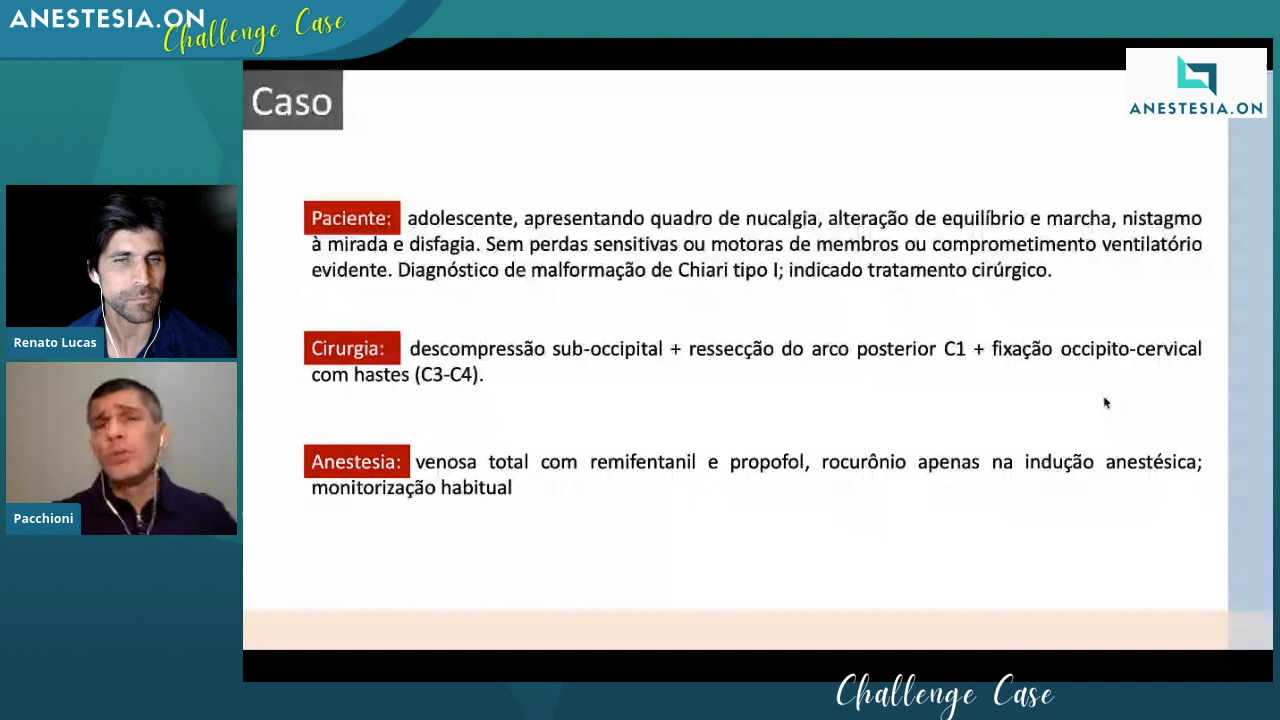 ANESTESIA.ON
Challenge Case
ANESTESIA.ON
Caso
Paciente: adolescente, apresentando quadro de nucalgia, alteração de equilíbrio e marcha, nistagmo
à mirada e disfagia. Sem perdas sensitivas ou motoras de membros ou comprometimento ventilatório
evidente. Diagnóstico de malformação de Chiari tipo I; indicado tratamento cirúrgico.
Cirurgia: descompressão sub-occipital + ressecção do arco posterior C1 + fixação occipito-cervical
com hastes (C3-C4).
Anestesia: venosa total com remifentanil e propofol, rocurônio apenas na indução anestésica;
monitorização habitual
Renato Lucas
Pacchioni
Challenge Case